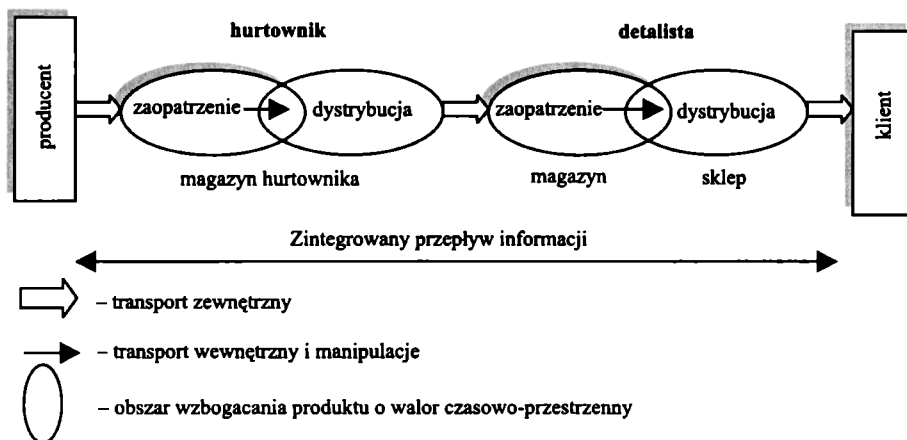 hurtownik
detalista
producent
zaopatrzenie
dystrybucja
zaopatrzenie
dystrybucja
klient
magazyn hurtownika
magazyn
sklep
Zintegrowany przepływ informacji
– transport zewnętrzny
– transport wewnętrzny i manipulacje
– obszar wzbogacania produktu o walor czasowo-przestrzenny